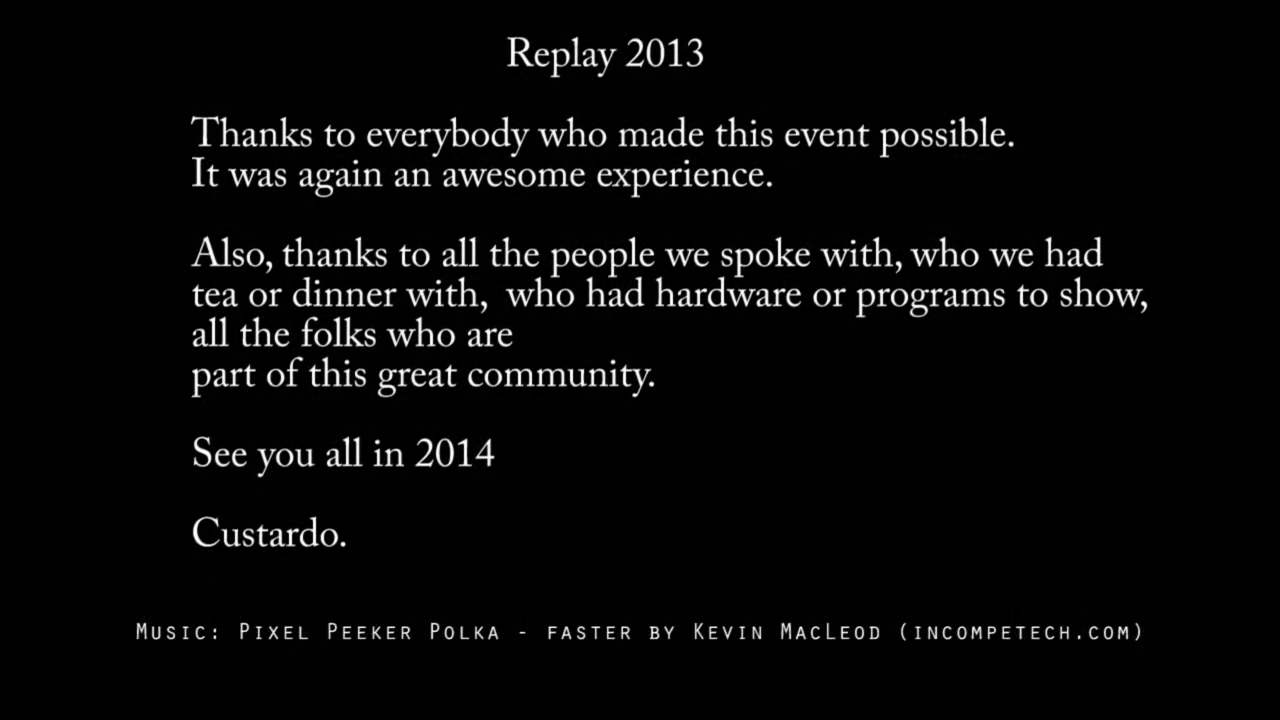 Replay 2013
Thanks to everybody who made this event possible.
It was again an awesome experience.
Also, thanks to all the people we spoke with, who we had
tea or dinner with,  who had hardware or programs to show,
all the folks who are
part of this great community.
See you all in 2014
Custardo.
Music: Pixel Peeker Polka - faster by Kevin MacLeod (incompetech.com)